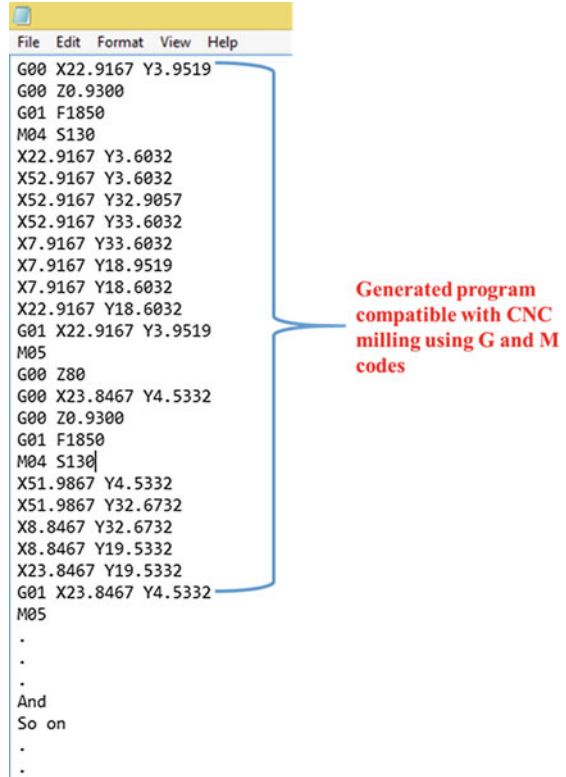 File Edit Format View Help
G00 X22.9167 Y3.9519
G00 Z0.9300
G01 F1850
M04 S130
X22.9167 Y3.6032
X52.9167 Y3.6032
X52.9167 Y32.9057
X52.9167 Y33.6032
X7.9167 Y33.6032
X7.9167 Y18.9519
X7.9167 Y18.6032
X22.9167 Y18.6032
G01 X22.9167 Y3.9519
M05
G00 Z80
G00 X23.8467 Y4.5332
G00 Z0.9300
G01 F1850
M04 S130
X51.9867 Y4.5332
X51.9867 Y32.6732
X8.8467 Y32.6732
X8.8467 Y19.5332
X23.8467 Y19.5332
G01 X23.8467 Y4.5332
M05
.
.
.
And
So on
.
.
Generated program
compatible with CNC
milling using G and M
codes